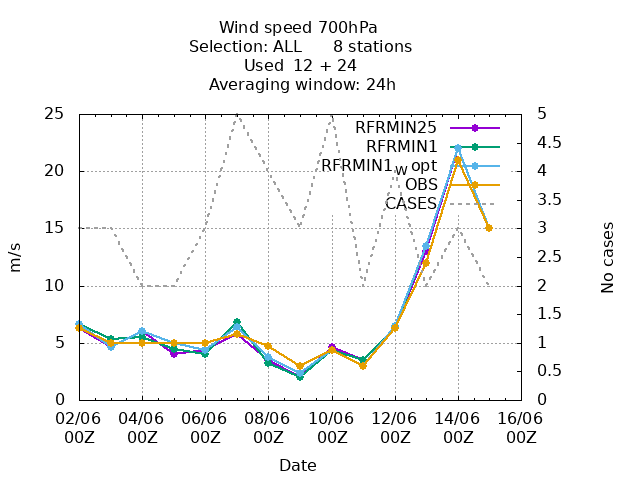 Wind speed 700hPa
Selection: ALL 8 stations
Used 12 + 24
Averaging window: 24h
25 5
RFRMIN25
4.5
RFRMIN1
20 RFRMIN1w opt 4
OBS
3.5
CASES
15 3
m/s
No cases
2.5
10 2
1.5
5 1
0.5
0 0
02/06 04/06 06/06 08/06 10/06 12/06 14/06 16/06
00Z 00Z 00Z 00Z 00Z 00Z 00Z 00Z
Date